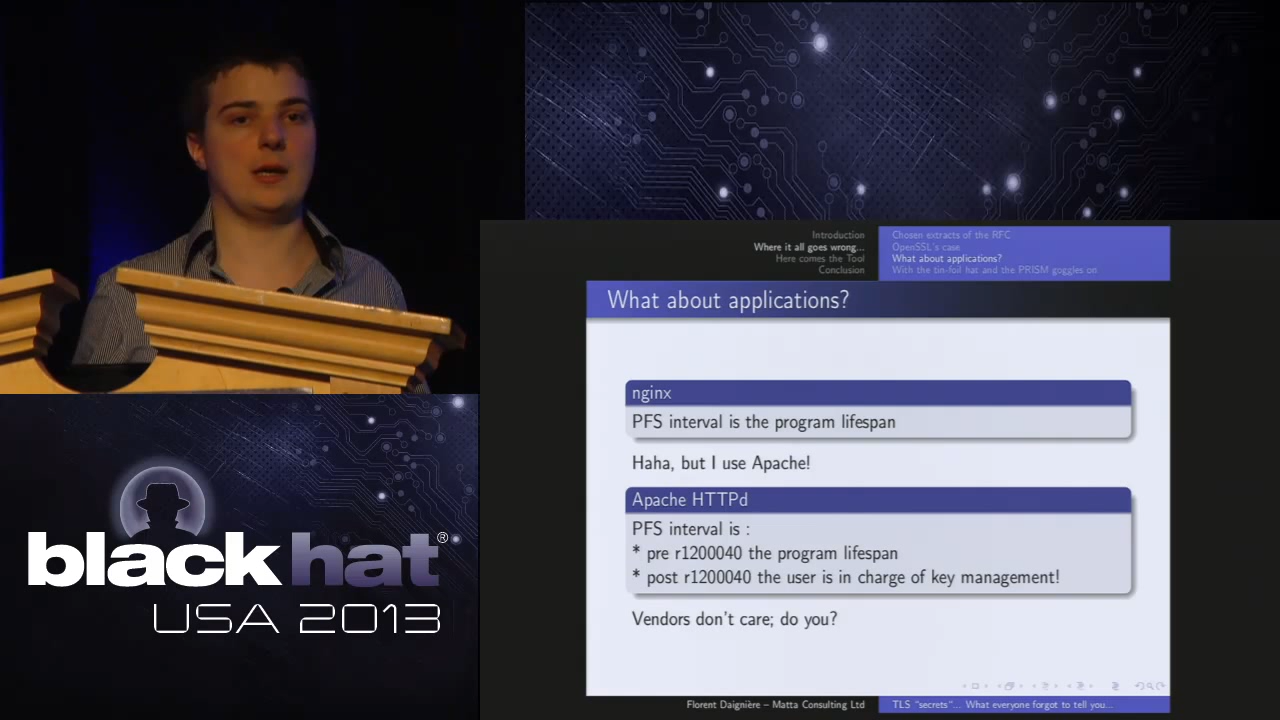 Introduction
Where it all goes wrong...
Here comes the Tool
Conclusion
Chosen extracts of the RFC
OpenSSL's case
What about applications?
With the tin-foil hat and the PRISM goggles on
What about applications?
nginx
PFS interval is the program lifespan
Haha, but I use Apache!
Apache HTTPd
PFS interval is :
* pre r1200040 the program lifespan
* post r1200040 the user is in charge of key management!
Vendors don't care; do you?
Florent Daignière – Matta Consulting Ltd
TLS "secrets"... What everyone forgot to tell you...
blackhat®
USA 2013